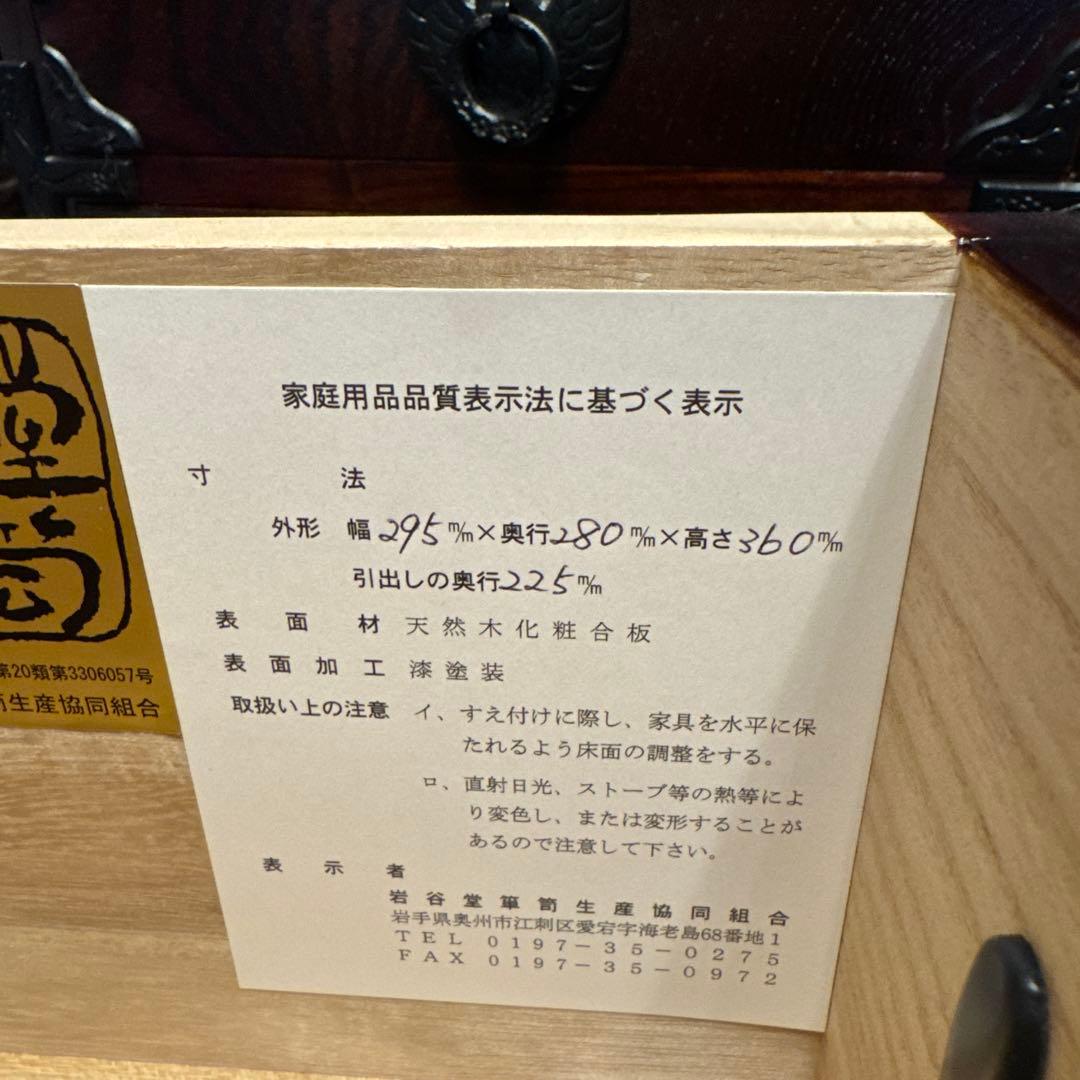 堂
筒
第20類第3306057号
生産協同組合
家庭用品品質表示法に基づく表示
寸法
外形 幅295m/m×奥行280m/m×高さ360m/m
引出しの奥行225m/m
表面材 天然木化粧合板
表面加工 漆塗装
取扱い上の注意 イ、すえ付けに際し、家具を水平に保
たれるよう床面の調整をする。
ロ、直射日光、ストーブ等の熱等によ
り変色し、または変形することが
あるので注意して下さい。
表示者
岩谷堂箪笥生産協同組合
岩手県奥州市江刺区愛宕字海老島68番地1
TEL 0197-35-0275
FAX 0197-35-0972